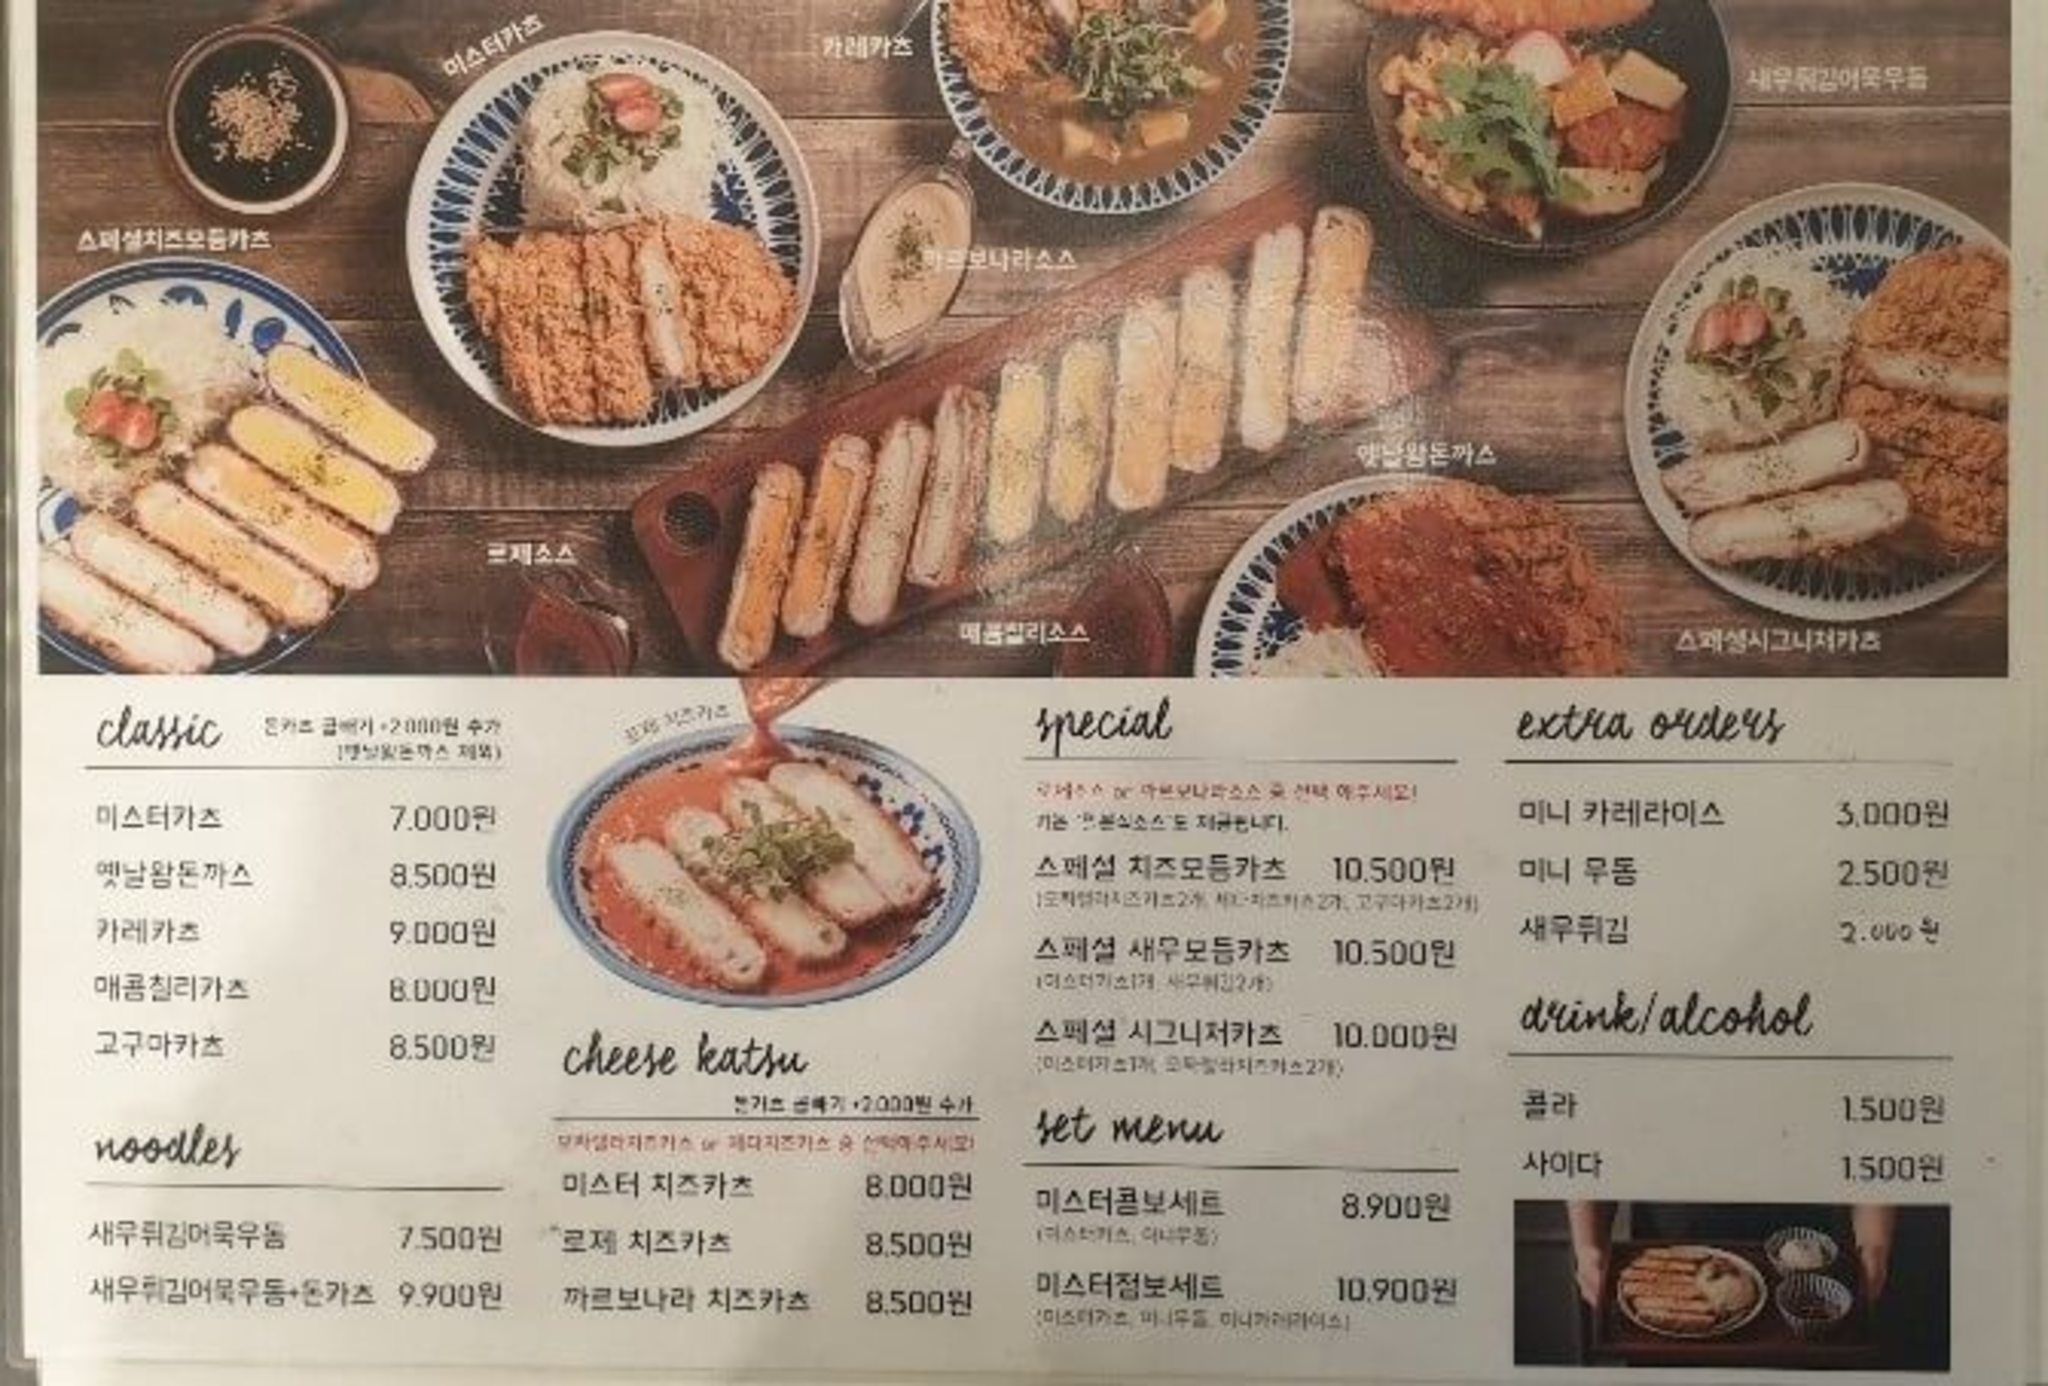 미스터카츠
카레카츠
새우튀김어묵우동
스페셜치즈모듬카츠
까르보나라소스
옛날왕돈까스
로제소스
매콤칠리소스
스페셜시그니처카츠
classic
돈카츠 곱빼기 +2.000원 추가
(옛날왕돈까스 제외)
미스터카츠 7.000원
옛날왕돈까스 8.500원
카레카츠 9.000원
매콤칠리카츠 8.000원
고구마카츠 8.500원
noodles
새우튀김어묵우동 7.500원
새우튀김어묵우동+돈카츠 9.900원
로제 치즈카츠
cheese katsu
돈카츠 곱빼기 +2.000원 추가
모짜렐라치즈카츠 or 체다치즈카츠 중 선택해주세요!
미스터 치즈카츠 8.000원
로제 치즈카츠 8.500원
까르보나라 치즈카츠 8.500원
special
로제소스 or 까르보나라소스 중 선택 해주세요!
기본 '일본식소스'도 제공됩니다.
스페셜 치즈모듬카츠 10.500원
(모짜렐라치즈카츠2개, 체다치즈카츠2개, 고구마카츠2개)
스페셜 새우모듬카츠 10.500원
(미스터카츠1개, 새우튀김2개)
스페셜 시그니처카츠 10.000원
(미스터카츠1개, 모짜렐라치즈카츠2개)
set menu
미스터콤보세트 8.900원
(미스터카츠, 미니우동)
미스터점보세트 10.900원
(미스터카츠, 미니우동, 미니카레라이스)
extra orders
미니 카레라이스 3.000원
미니 우동 2.500원
새우튀김 2.000원
drink/alcohol
콜라 1.500원
사이다 1.500원